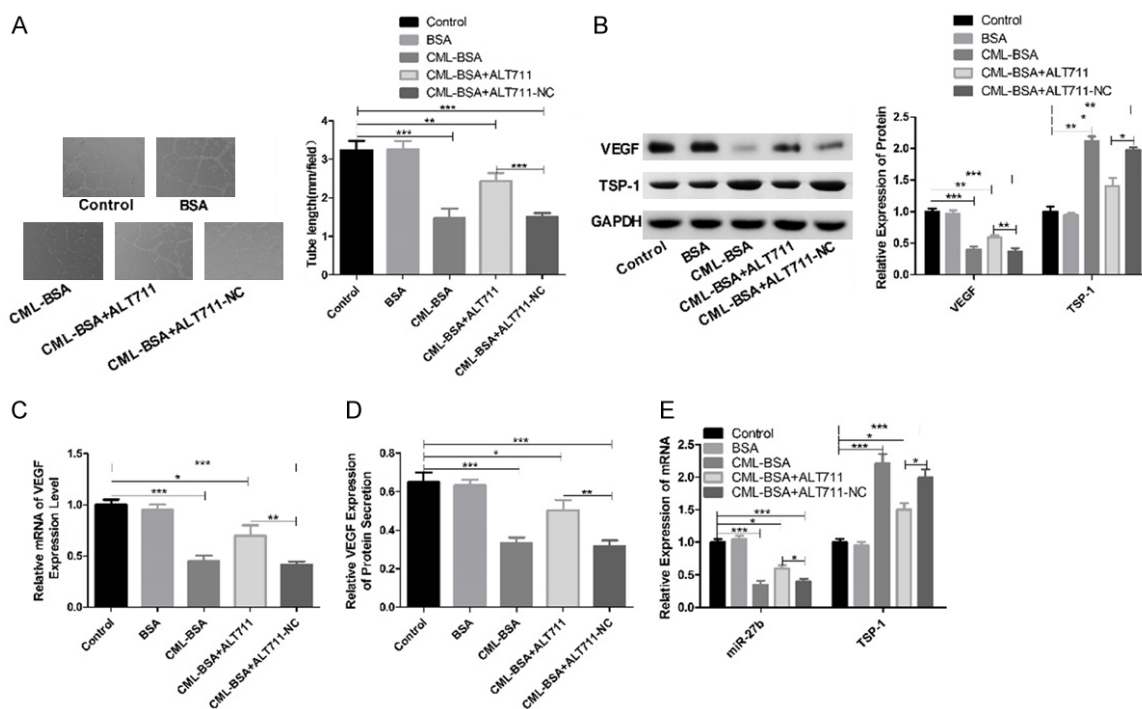 A
Control
BSA
CML-BSA
CML-BSA+ALT711
CML-BSA+ALT711-NC
Control
BSA
CML-BSA
CML-BSA+ALT711
CML-BSA+ALT711-NC
Tube length(mm/field)
4
3
2
1
0
***
**
***
***
Control
BSA
CML-BSA
CML-BSA+ALT711
CML-BSA+ALT711-NC
B
VEGF
TSP-1
GAPDH
Control
BSA
CML-BSA
CML-BSA+ALT711
CML-BSA+ALT711-NC
Control
BSA
CML-BSA
CML-BSA+ALT711
CML-BSA+ALT711-NC
Relative Expression of Protein
2.5
2.0
1.5
1.0
0.5
0.0
***
**
***
**
**
*
**
*
VEGF
TSP-1
C
Relative mRNA of VEGF
Expression Level
1.5
1.0
0.5
0.0
***
*
***
**
Control
BSA
CML-BSA
CML-BSA+ALT711
CML-BSA+ALT711-NC
D
Relative VEGF Expression
of Protein Secretion
0.8
0.6
0.4
0.2
0.0
***
*
***
**
Control
BSA
CML-BSA
CML-BSA+ALT711
CML-BSA+ALT711-NC
E
Control
BSA
CML-BSA
CML-BSA+ALT711
CML-BSA+ALT711-NC
Relative Expression of mRNA
2.5
2.0
1.5
1.0
0.5
0.0
***
*
***
*
***
*
***
*
miR-27b
TSP-1